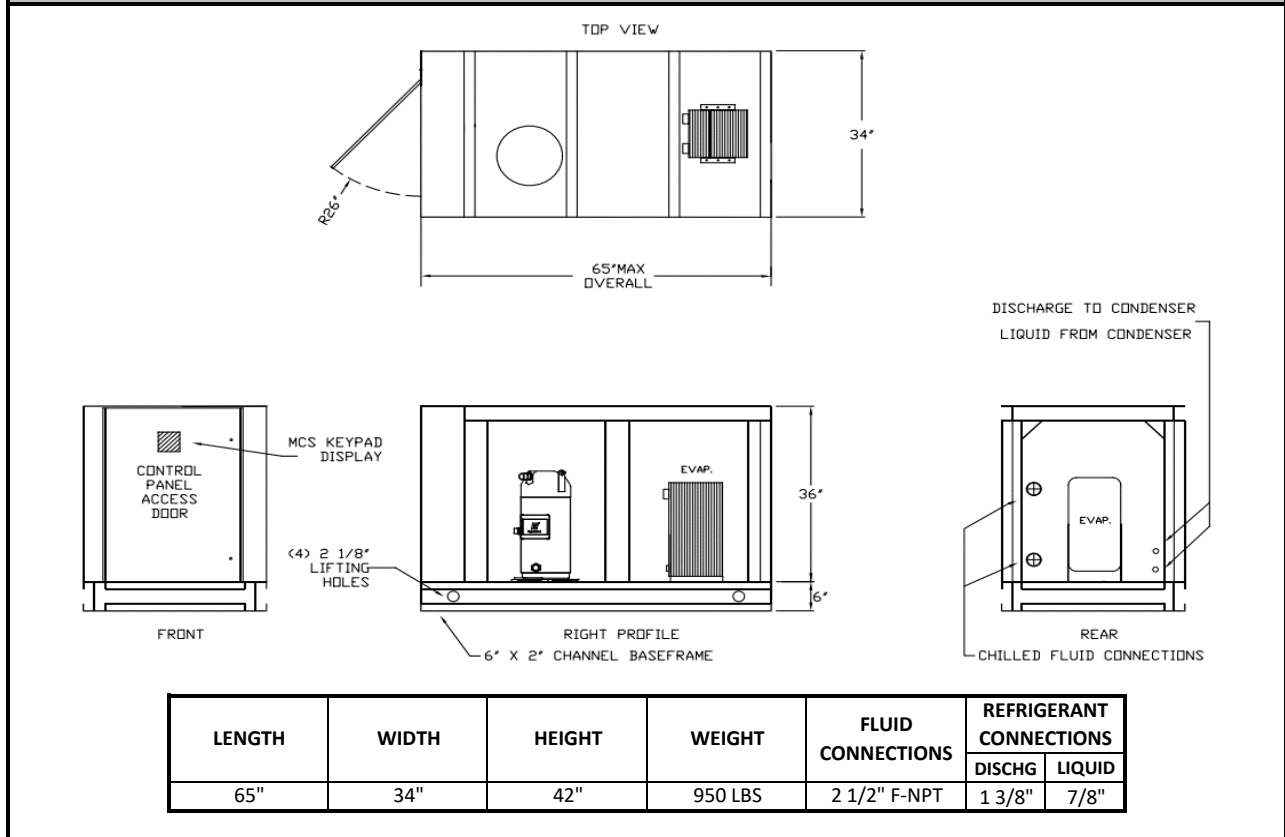 TOP VIEW
34"
R26"
65"MAX
OVERALL
DISCHARGE TO CONDENSER
LIQUID FROM CONDENSER
MCS KEYPAD
DISPLAY
CONTROL
PANEL
ACCESS
DOOR
FRONT
(4) 2 1/8"
LIFTING
HOLES
EVAP.
36"
6"
RIGHT PROFILE
6" X 2" CHANNEL BASEFRAME
EVAP.
REAR
CHILLED FLUID CONNECTIONS
LENGTH WIDTH HEIGHT WEIGHT FLUID CONNECTIONS REFRIGERANT CONNECTIONS
DISCHG LIQUID
65" 34" 42" 950 LBS 2 1/2" F-NPT 1 3/8" 7/8"